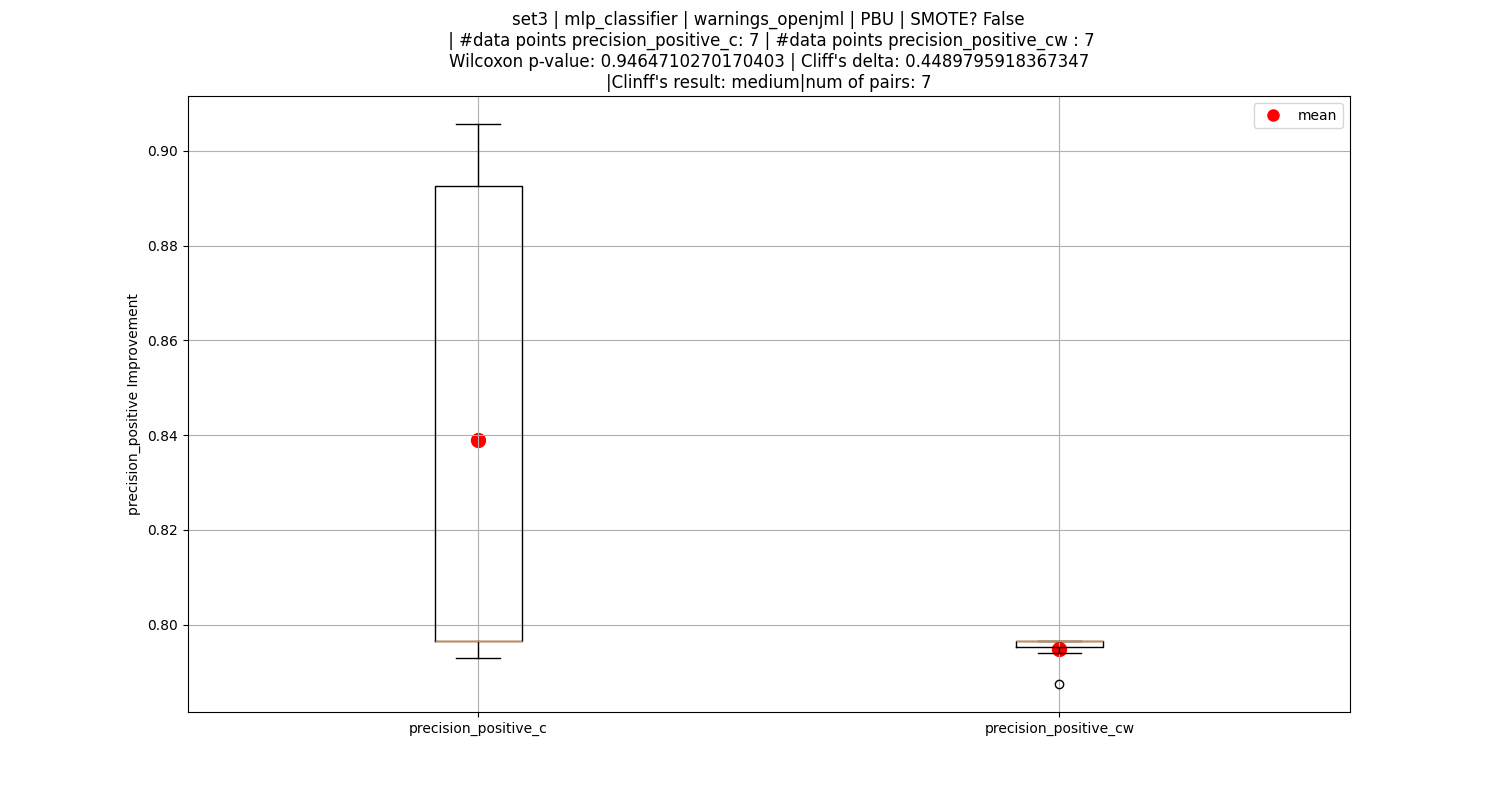 set3 | mlp_classifier | warnings_openjml | PBU | SMOTE? False
| #data points precision_positive_c: 7 | #data points precision_positive_cw : 7
Wilcoxon p-value: 0.9464710270170403 | Cliff's delta: 0.4489795918367347
|Clinff's result: medium|num of pairs: 7
mean
0.90
0.88
0.86
0.84
0.82
0.80
precision_positive Improvement
precision_positive_c
precision_positive_cw